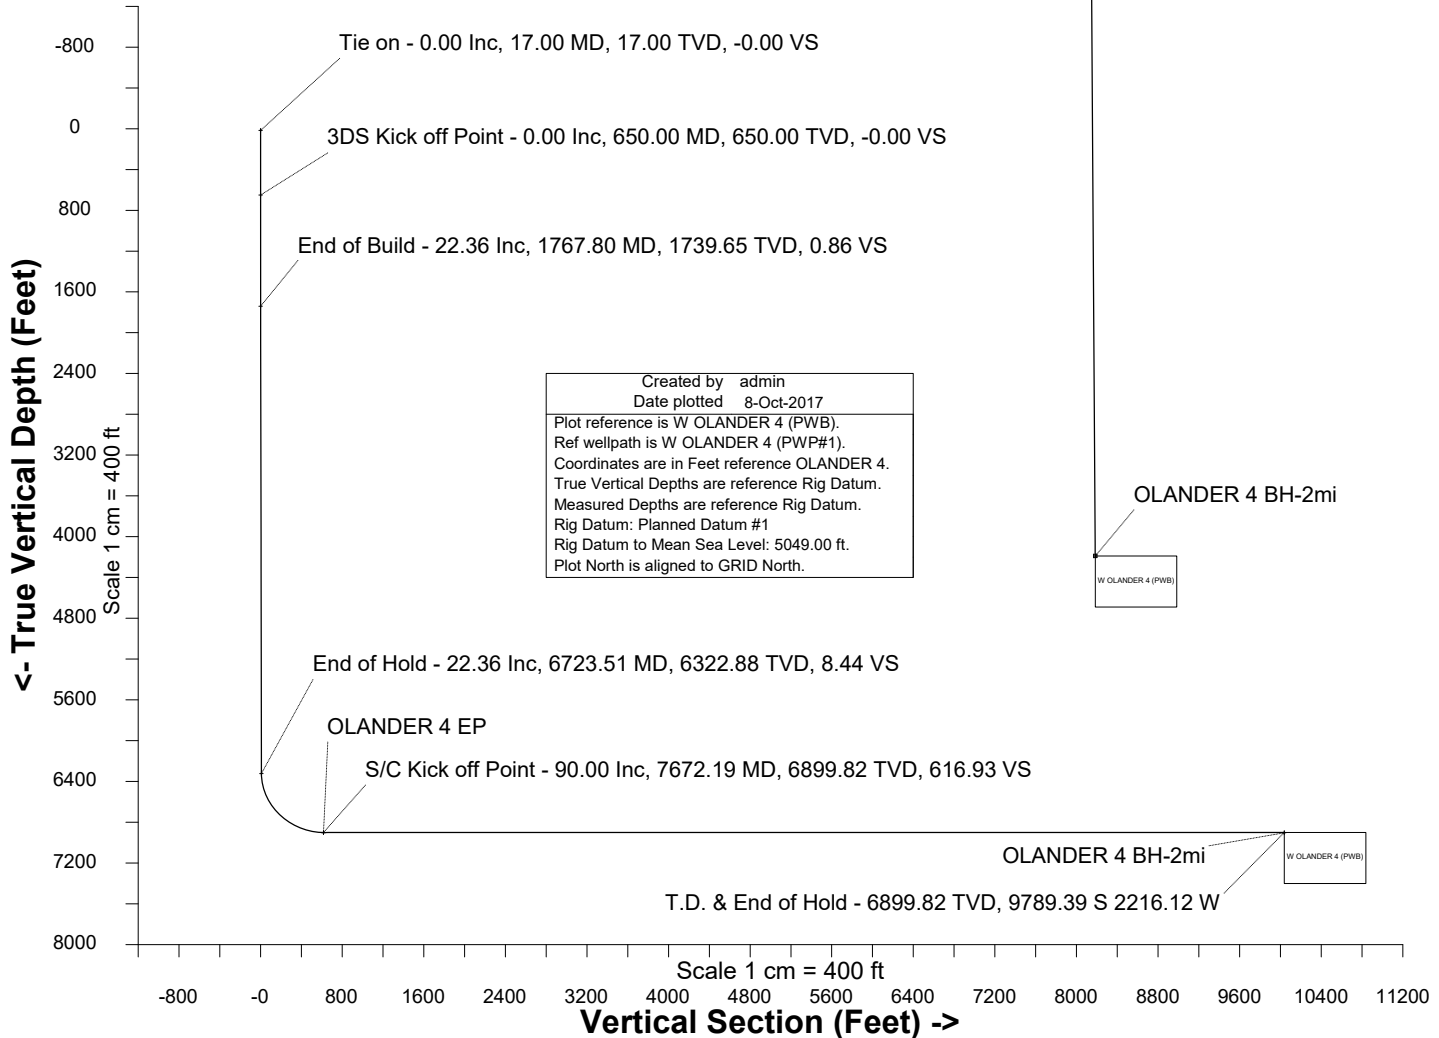 -800
0
800
1600
2400
3200
4000
4800
5600
6400
7200
8000
<- True Vertical Depth (Feet)
Scale 1 cm = 400 ft
Tie on - 0.00 Inc, 17.00 MD, 17.00 TVD, -0.00 VS
3DS Kick off Point - 0.00 Inc, 650.00 MD, 650.00 TVD, -0.00 VS
End of Build - 22.36 Inc, 1767.80 MD, 1739.65 TVD, 0.86 VS
Created by admin
Date plotted 8-Oct-2017
Plot reference is W OLANDER 4 (PWB).
Ref wellpath is W OLANDER 4 (PWP#1).
Coordinates are in Feet reference OLANDER 4.
True Vertical Depths are reference Rig Datum.
Measured Depths are reference Rig Datum.
Rig Datum: Planned Datum #1
Rig Datum to Mean Sea Level: 5049.00 ft.
Plot North is aligned to GRID North.
OLANDER 4 BH-2mi
W OLANDER 4 (PWB)
End of Hold - 22.36 Inc, 6723.51 MD, 6322.88 TVD, 8.44 VS
OLANDER 4 EP
S/C Kick off Point - 90.00 Inc, 7672.19 MD, 6899.82 TVD, 616.93 VS
OLANDER 4 BH-2mi
W OLANDER 4 (PWB)
T.D. & End of Hold - 6899.82 TVD, 9789.39 S 2216.12 W
Scale 1 cm = 400 ft
-800 -0 800 1600 2400 3200 4000 4800 5600 6400 7200 8000 8800 9600 10400 11200
Vertical Section (Feet) ->